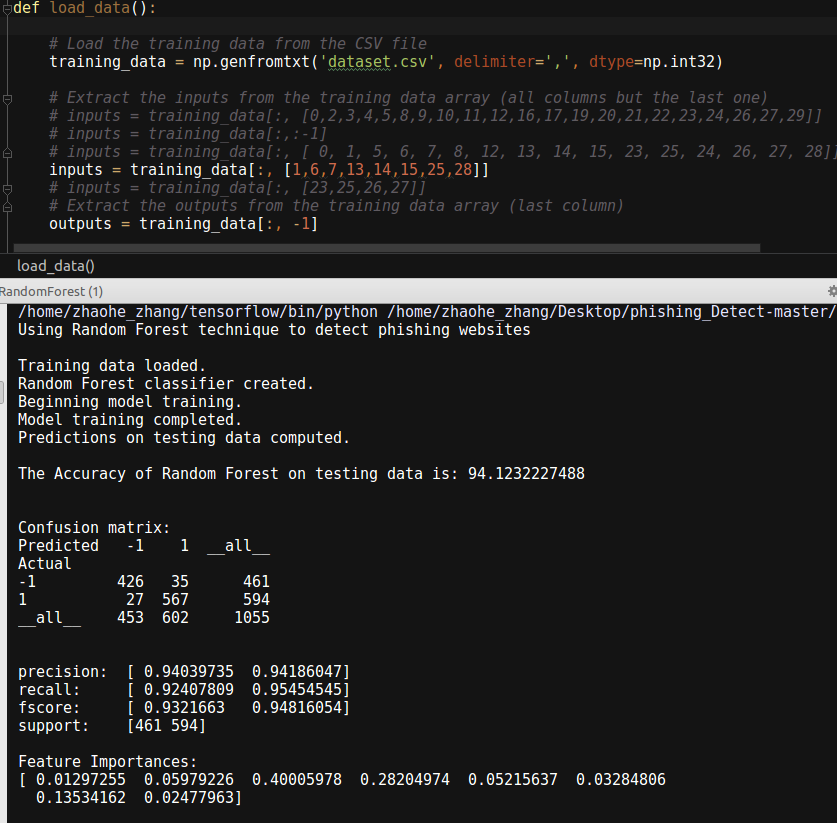 def load_data():
# Load the training data from the CSV file
training_data = np.genfromtxt('dataset.csv', delimiter=',', dtype=np.int32)
# Extract the inputs from the training data array (all columns but the last one)
# inputs = training_data[:, [0,2,3,4,5,8,9,10,11,12,16,17,19,20,21,22,23,24,26,27,29]]
# inputs = training_data[:,:-1]
# inputs = training_data[:, [ 0, 1, 5, 6, 7, 8, 12, 13, 14, 15, 23, 25, 24, 26, 27, 28]]
inputs = training_data[:, [1,6,7,13,14,15,25,28]]
# inputs = training_data[:, [23,25,26,27]]
# Extract the outputs from the training data array (last column)
outputs = training_data[:, -1]
load_data()
RandomForest (1)
/home/zhaohe_zhang/tensorflow/bin/python /home/zhaohe_zhang/Desktop/phishing_Detect-master/
Using Random Forest technique to detect phishing websites
Training data loaded.
Random Forest classifier created.
Beginning model training.
Model training completed.
Predictions on testing data computed.
The Accuracy of Random Forest on testing data is: 94.1232227488
Confusion matrix:
Predicted   -1    1  __all__
Actual
-1          426   35      461
1            27  567      594
__all__    453  602     1055
precision:  [ 0.94039735  0.94186047]
recall:     [ 0.92407809  0.95454545]
fscore:     [ 0.9321663   0.94816054]
support:    [461 594]
Feature Importances:
[ 0.01297255  0.05979226  0.40005978  0.28204974  0.05215637  0.03284806
0.13534162  0.02477963]